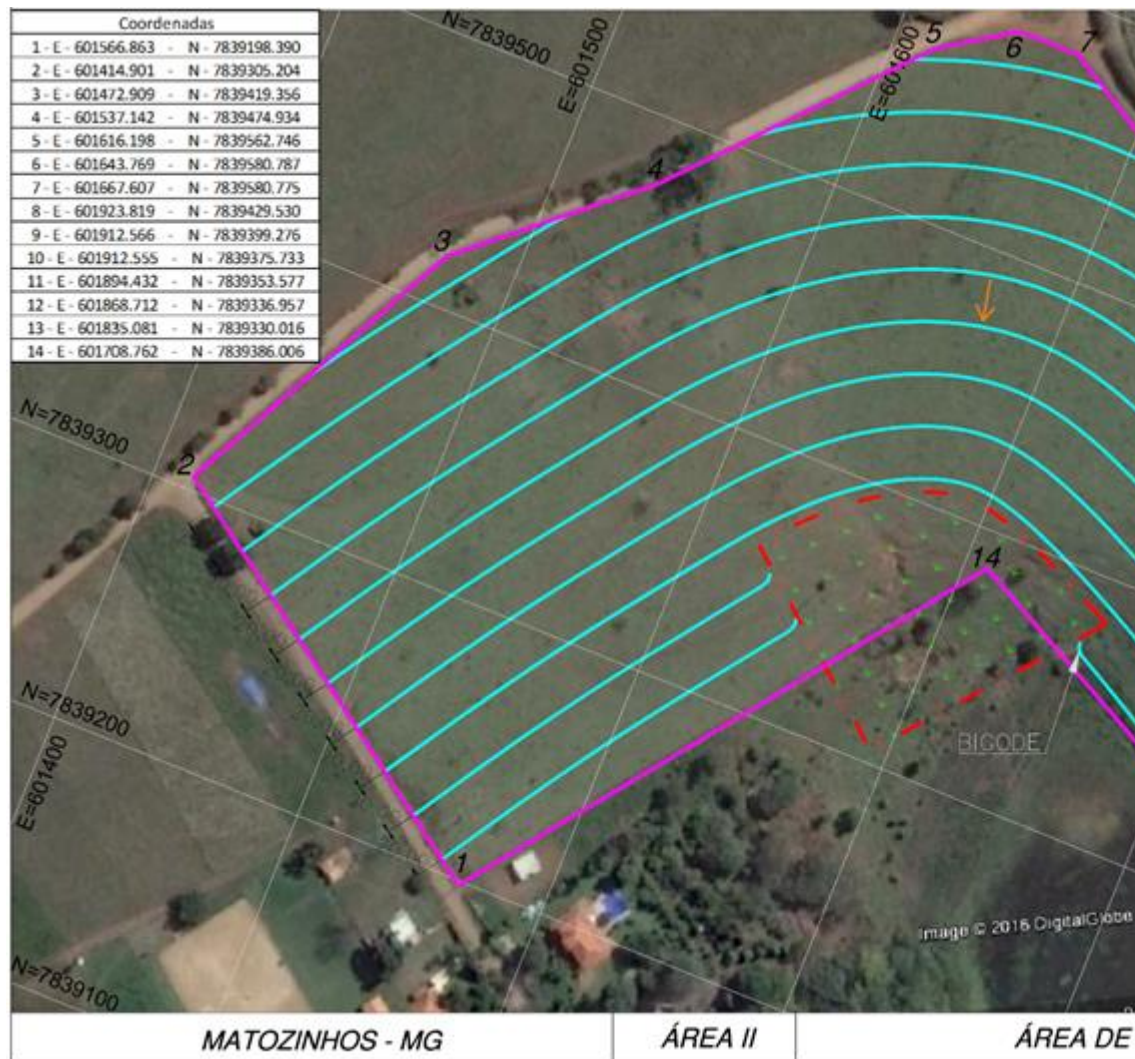 Coordenadas
1 - E - 601566.863 - N - 7839198.390
2 - E - 601414.901 - N - 7839305.204
3 - E - 601472.909 - N - 7839419.356
4 - E - 601537.142 - N - 7839474.934
5 - E - 601616.198 - N - 7839562.746
6 - E - 601643.769 - N - 7839580.787
7 - E - 601667.607 - N - 7839580.775
8 - E - 601923.819 - N - 7839429.530
9 - E - 601912.566 - N - 7839399.276
10 - E - 601912.555 - N - 7839375.733
11 - E - 601894.432 - N - 7839353.577
12 - E - 601868.712 - N - 7839336.957
13 - E - 601835.081 - N - 7839330.016
14 - E - 601708.762 - N - 7839386.006
N=7839500
E=601500
E=601600
5
6
7
4
3
N=7839300
2
14
N=7839200
E=601400
BIGODE
1
Image © 2016 DigitalGlobe
N=7839100
MATOZINHOS - MG
ÁREA II
ÁREA DE